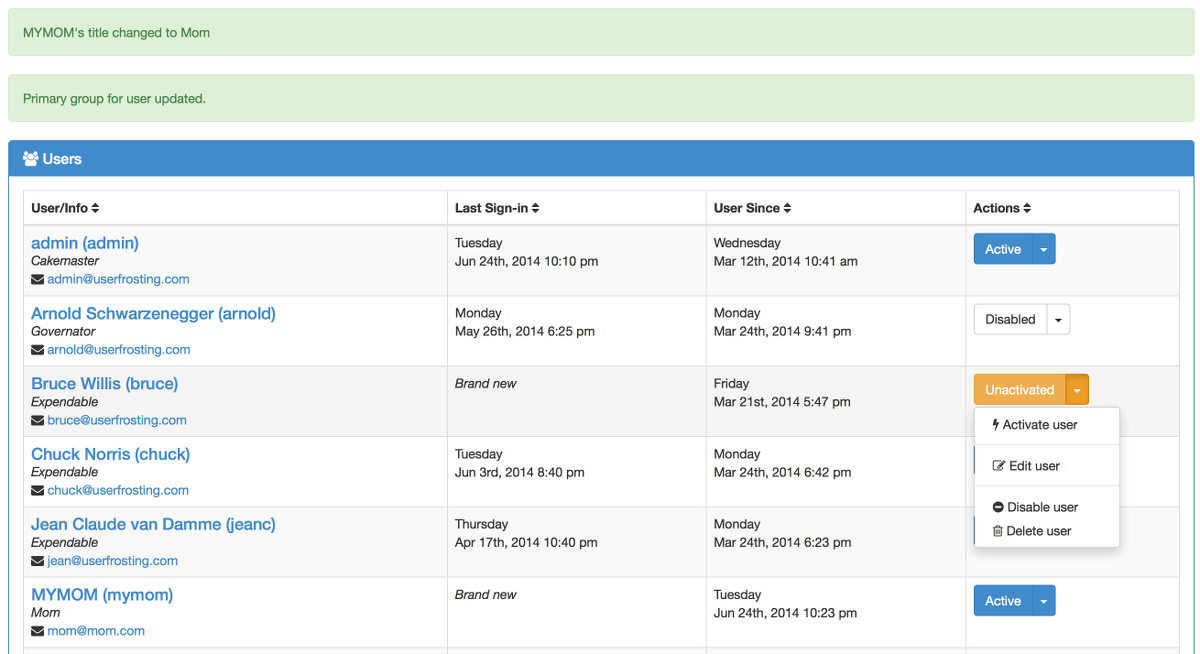 MYMOM's title changed to Mom
Primary group for user updated.
Users
User/Info Last Sign-in User Since Actions
admin (admin) Tuesday Wednesday Active
Cakemaster Jun 24th, 2014 10:10 pm Mar 12th, 2014 10:41 am
admin@userfrosting.com
Arnold Schwarzenegger (arnold) Monday Monday Disabled
Governator May 26th, 2014 6:25 pm Mar 24th, 2014 9:41 pm
arnold@userfrosting.com
Bruce Willis (bruce) Brand new Friday Unactivated
Expendable Mar 21st, 2014 5:47 pm
bruce@userfrosting.com Activate user
Chuck Norris (chuck) Tuesday Monday
Expendable Jun 3rd, 2014 8:40 pm Mar 24th, 2014 6:42 pm Edit user
chuck@userfrosting.com
Disable user
Jean Claude van Damme (jeanc) Thursday Monday Delete user
Expendable Apr 17th, 2014 10:40 pm Mar 24th, 2014 6:23 pm
jean@userfrosting.com
MYMOM (mymom) Brand new Tuesday Active
Mom Jun 24th, 2014 10:23 pm
mom@mom.com